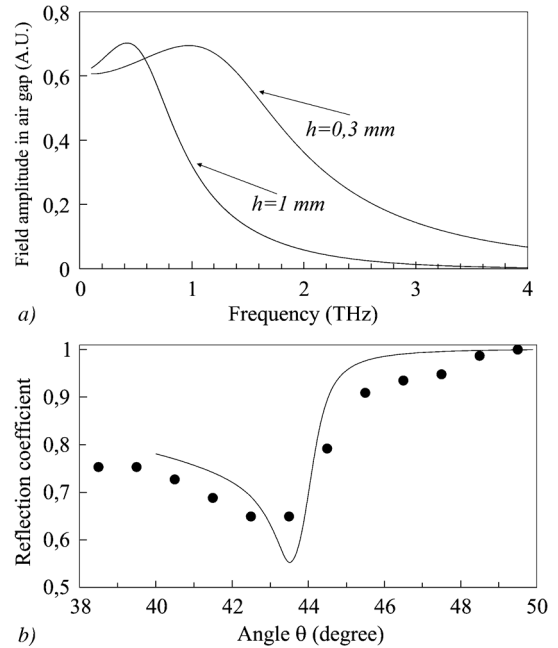 Field amplitude in air gap (A.U.)
0,8
0,6
0,4
0,2
0
h=0,3 mm
h=1 mm
0 1 2 3 4
a)
Frequency (THz)
Reflection coefficient
1
0,9
0,8
0,7
0,6
0,5
38 40 42 44 46 48 50
b)
Angle θ (degree)